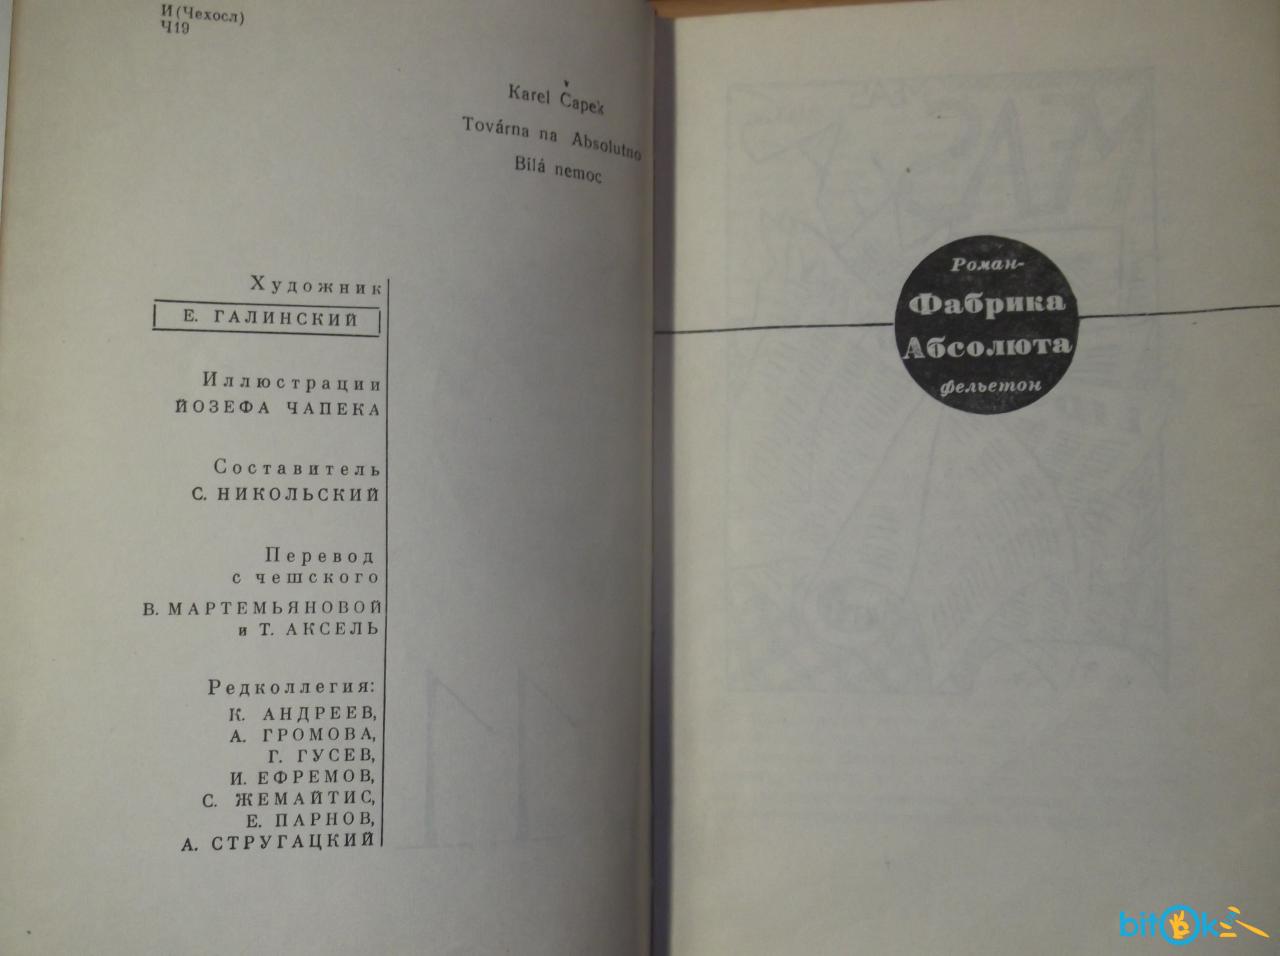 И (Чехосл)
Ч19
Karel Čapek
Továrna na Absolutno
Bílá nemoc
Художник
Е. ГАЛИНСКИЙ
Иллюстрации
ЙОЗЕФА ЧАПЕКА
Составитель
С. НИКОЛЬСКИЙ
Перевод
с чешского
В. МАРТЕМЬЯНОВОЙ
и Т. АКСЕЛЬ
Редколлегия:
К. АНДРЕЕВ,
А. ГРОМОВА,
Г. ГУСЕВ,
И. ЕФРЕМОВ,
С. ЖЕМАЙТИС,
Е. ПАРНОВ,
А. СТРУГАЦКИЙ
Роман-
Фабрика
Абсолюта
фельетон